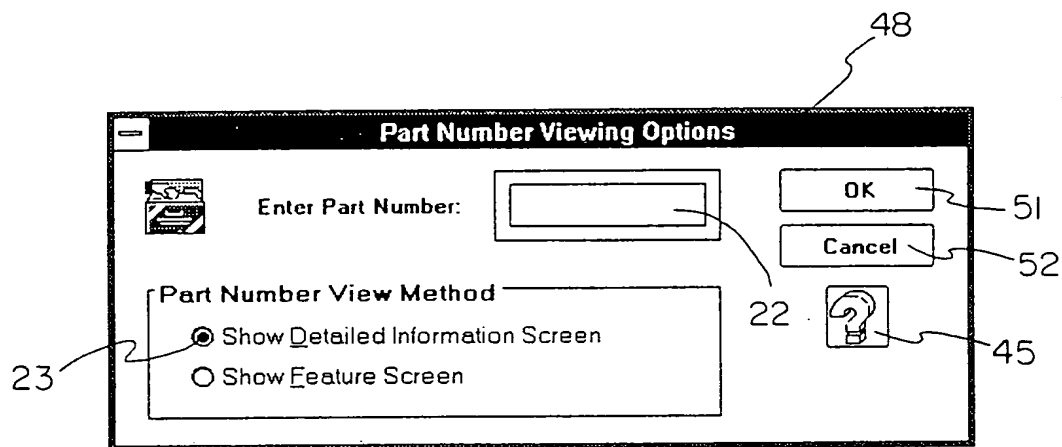 48
Part Number Viewing Options
Enter Part Number:
OK
51
Cancel
52
22
Part Number View Method
Show Detailed Information Screen
45
23
Show Feature Screen